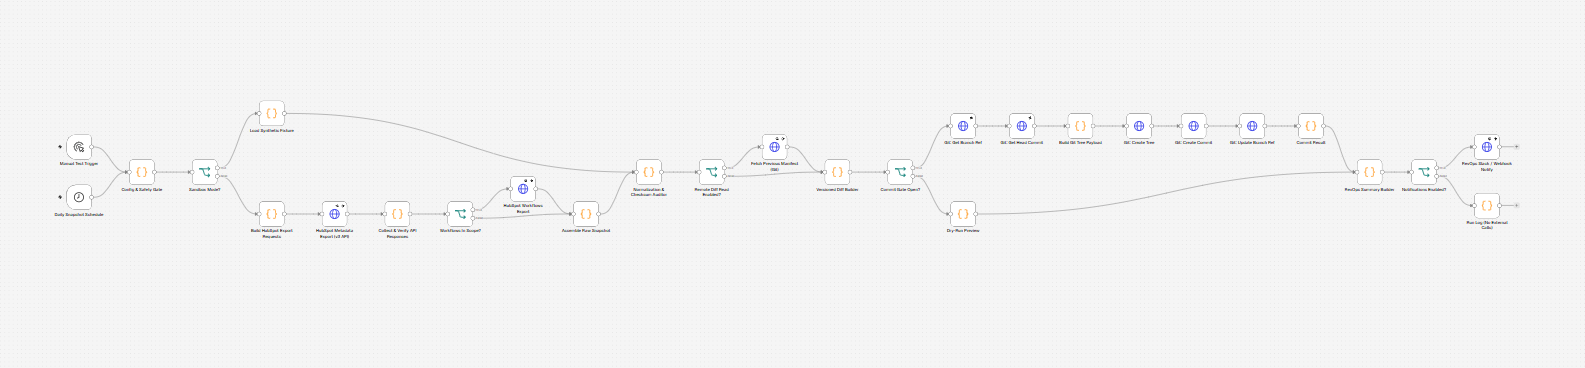 Manual Test Trigger
Daily Snapshot Schedule
Config & Safety Gate
Sandbox Mode?
Load Synthetic Fixture
Build HubSpot Export
Requests
HubSpot Metadata
Export (v3 API)
Collect & Verify API
Responses
Workflows In Scope?
HubSpot Workflows
Export
Assemble Raw Snapshot
Normalization &
Checksum Auditor
Remote Diff Read
Enabled?
Fetch Previous Manifest
Versioned Diff Builder
Commit Gate Open?
Git: Get Branch Ref
Git: Get Head Commit
Build Git Tree Payload
Git: Create Tree
Git: Create Commit
Git: Update Branch Ref
Commit Result
Dry-Run Preview
RevOps Summary Builder
Notifications Enabled?
RevOps Slack / Webhook
Notify
Run Log (No External
Calls)